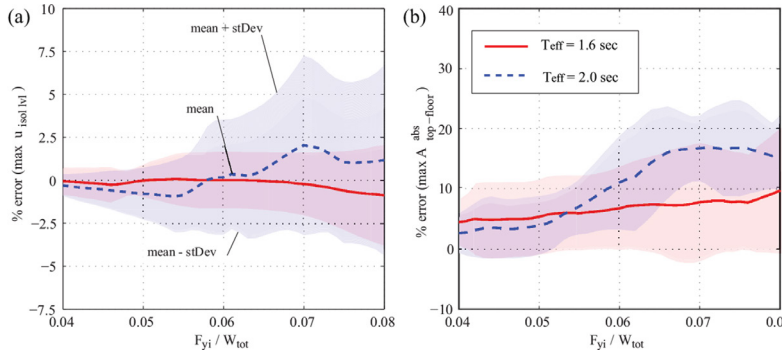 (a)
10
7.5
5
2.5
0
-2.5
-5
-7.5
% error (max u isol lvl)
mean + stDev
mean
mean - stDev
0.04 0.05 0.06 0.07 0.08
Fyi / Wtot
(b)
40
30
20
10
0
-10
% error (max A abs top-floor)
Teff = 1.6 sec
Teff = 2.0 sec
0.04 0.05 0.06 0.07 0.0
Fyi / Wtot